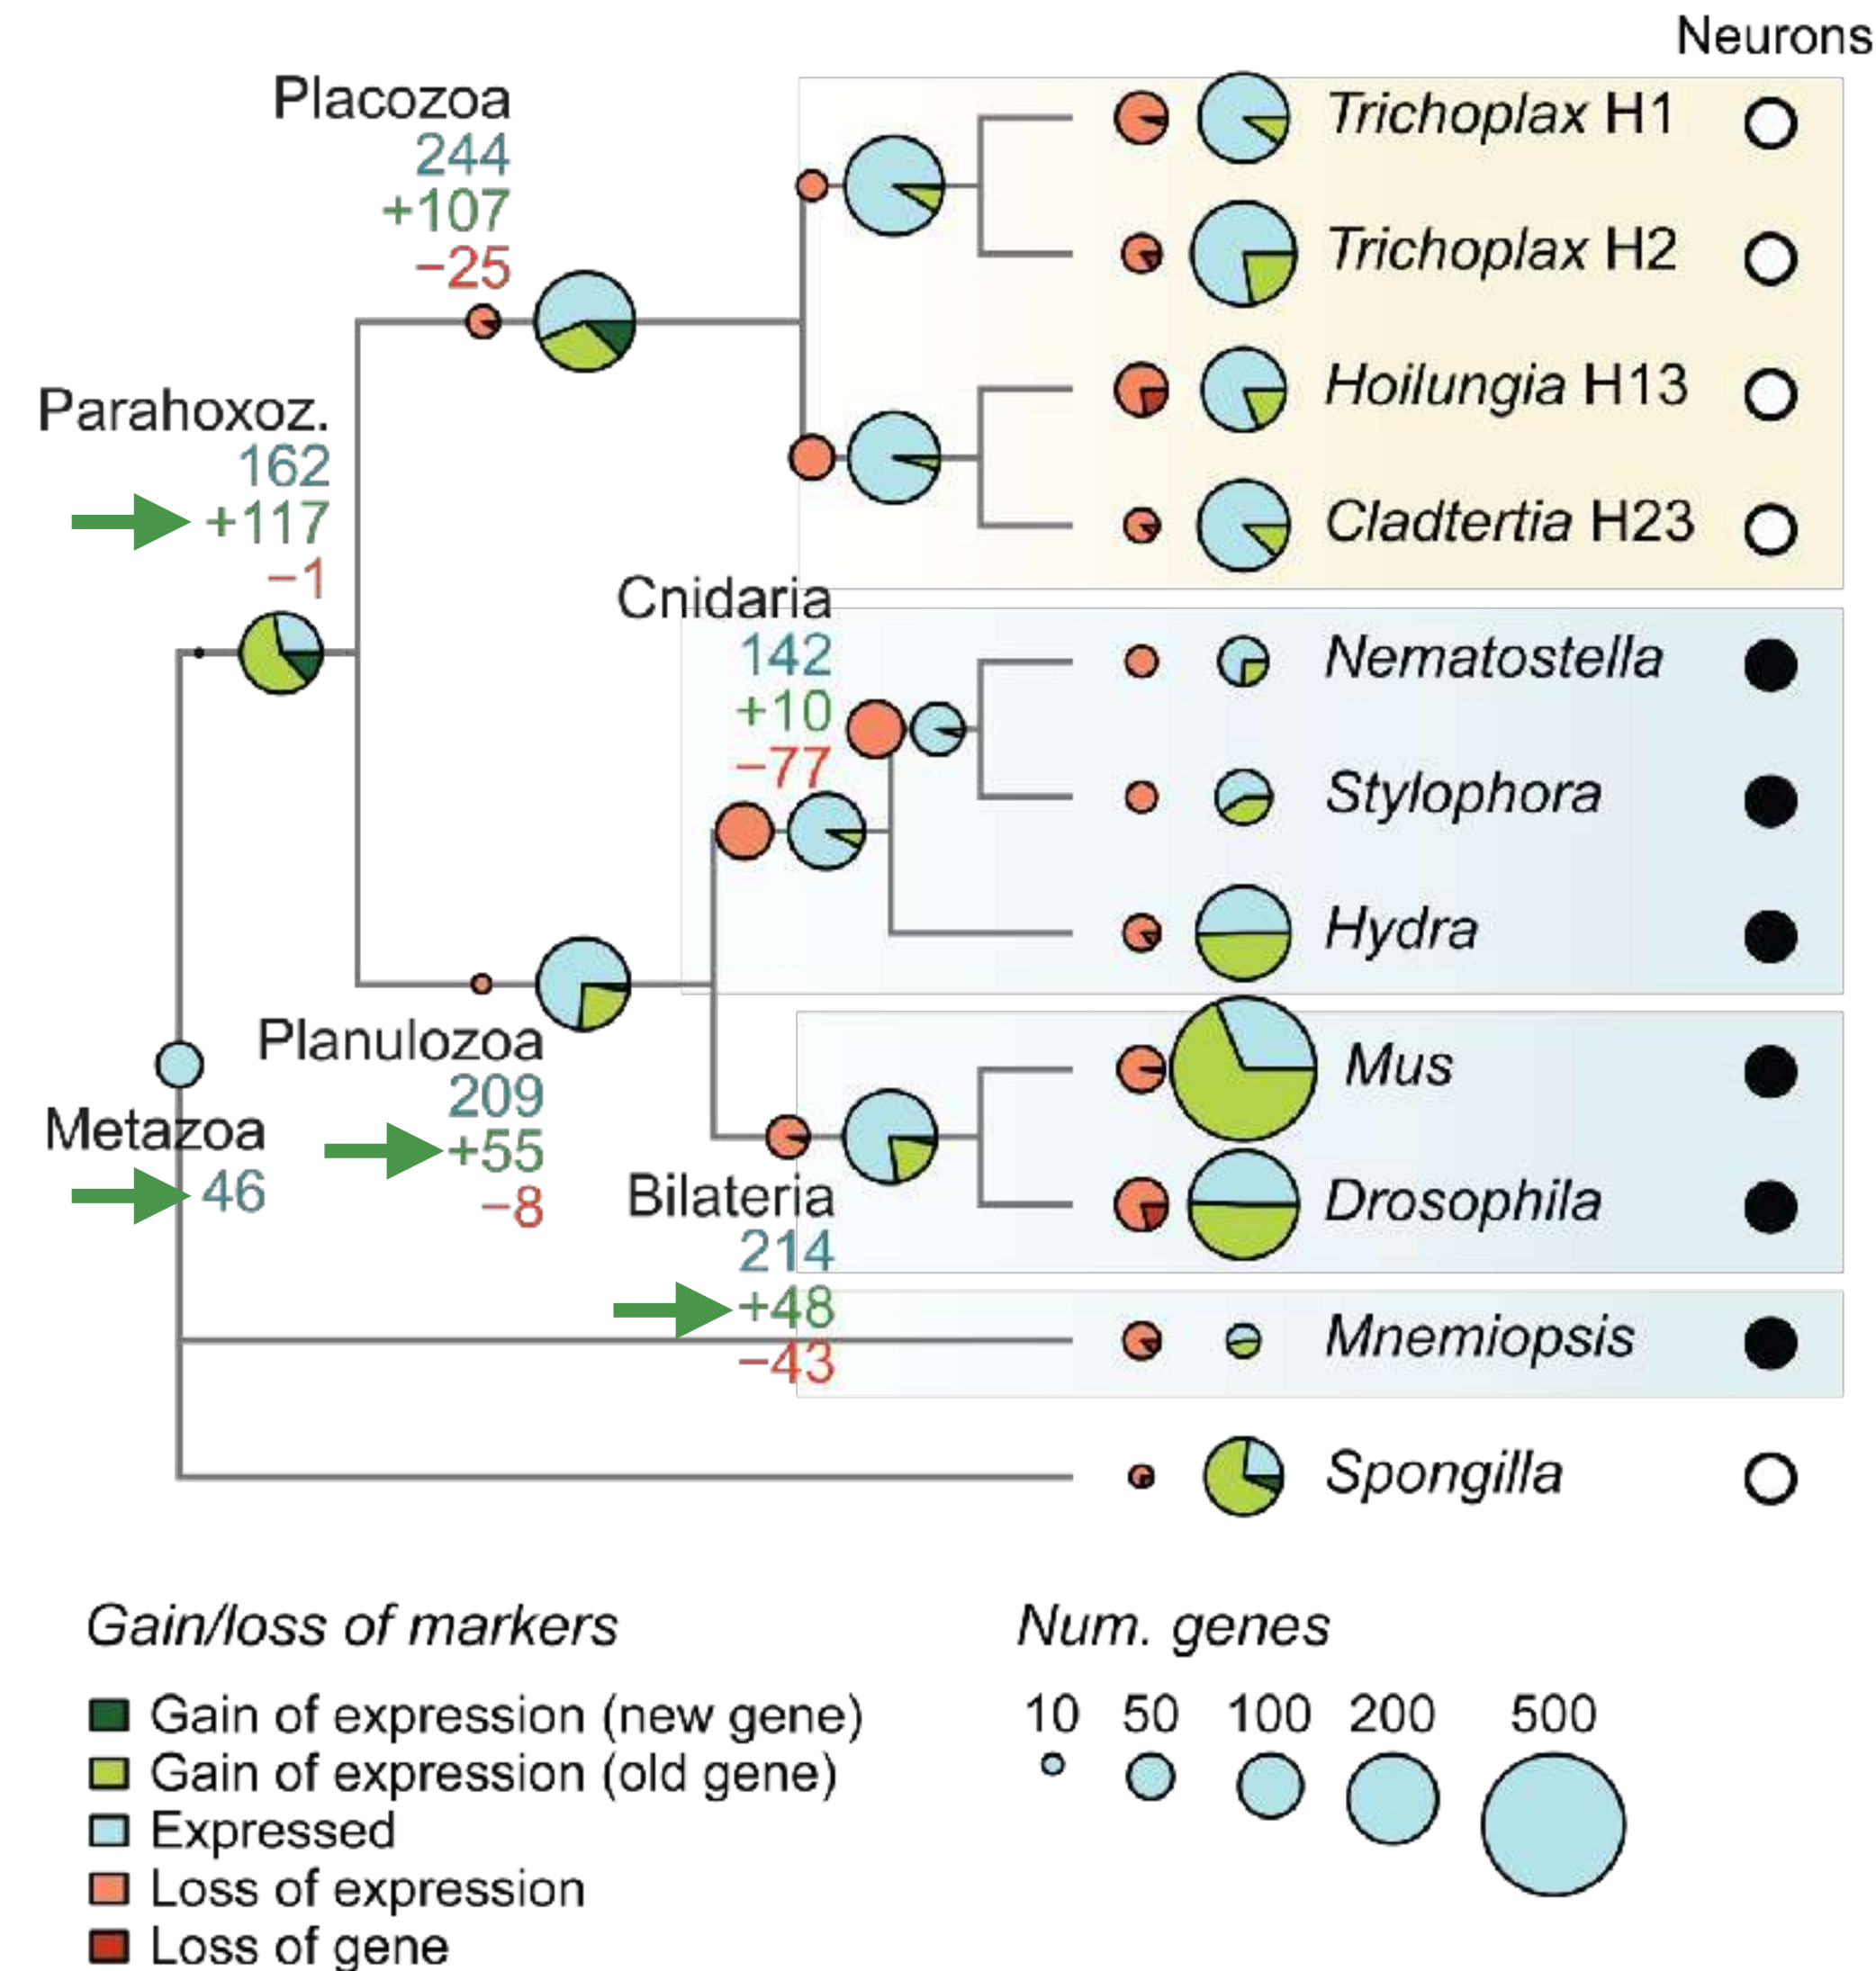 Neurons
Placozoa
244
+107
−25
Trichoplax H1
Trichoplax H2
Parahoxoz.
162
+117
−1
Hoilungia H13
Cladtertia H23
Cnidaria
142
+10
−77
Nematostella
Stylophora
Hydra
Planulozoa
209
+55
−8
Metazoa
46
Mus
Bilateria
214
+48
−43
Drosophila
Mnemiopsis
Spongilla
Gain/loss of markers
Gain of expression (new gene)
Gain of expression (old gene)
Expressed
Loss of expression
Loss of gene
Num. genes
10 50 100 200 500